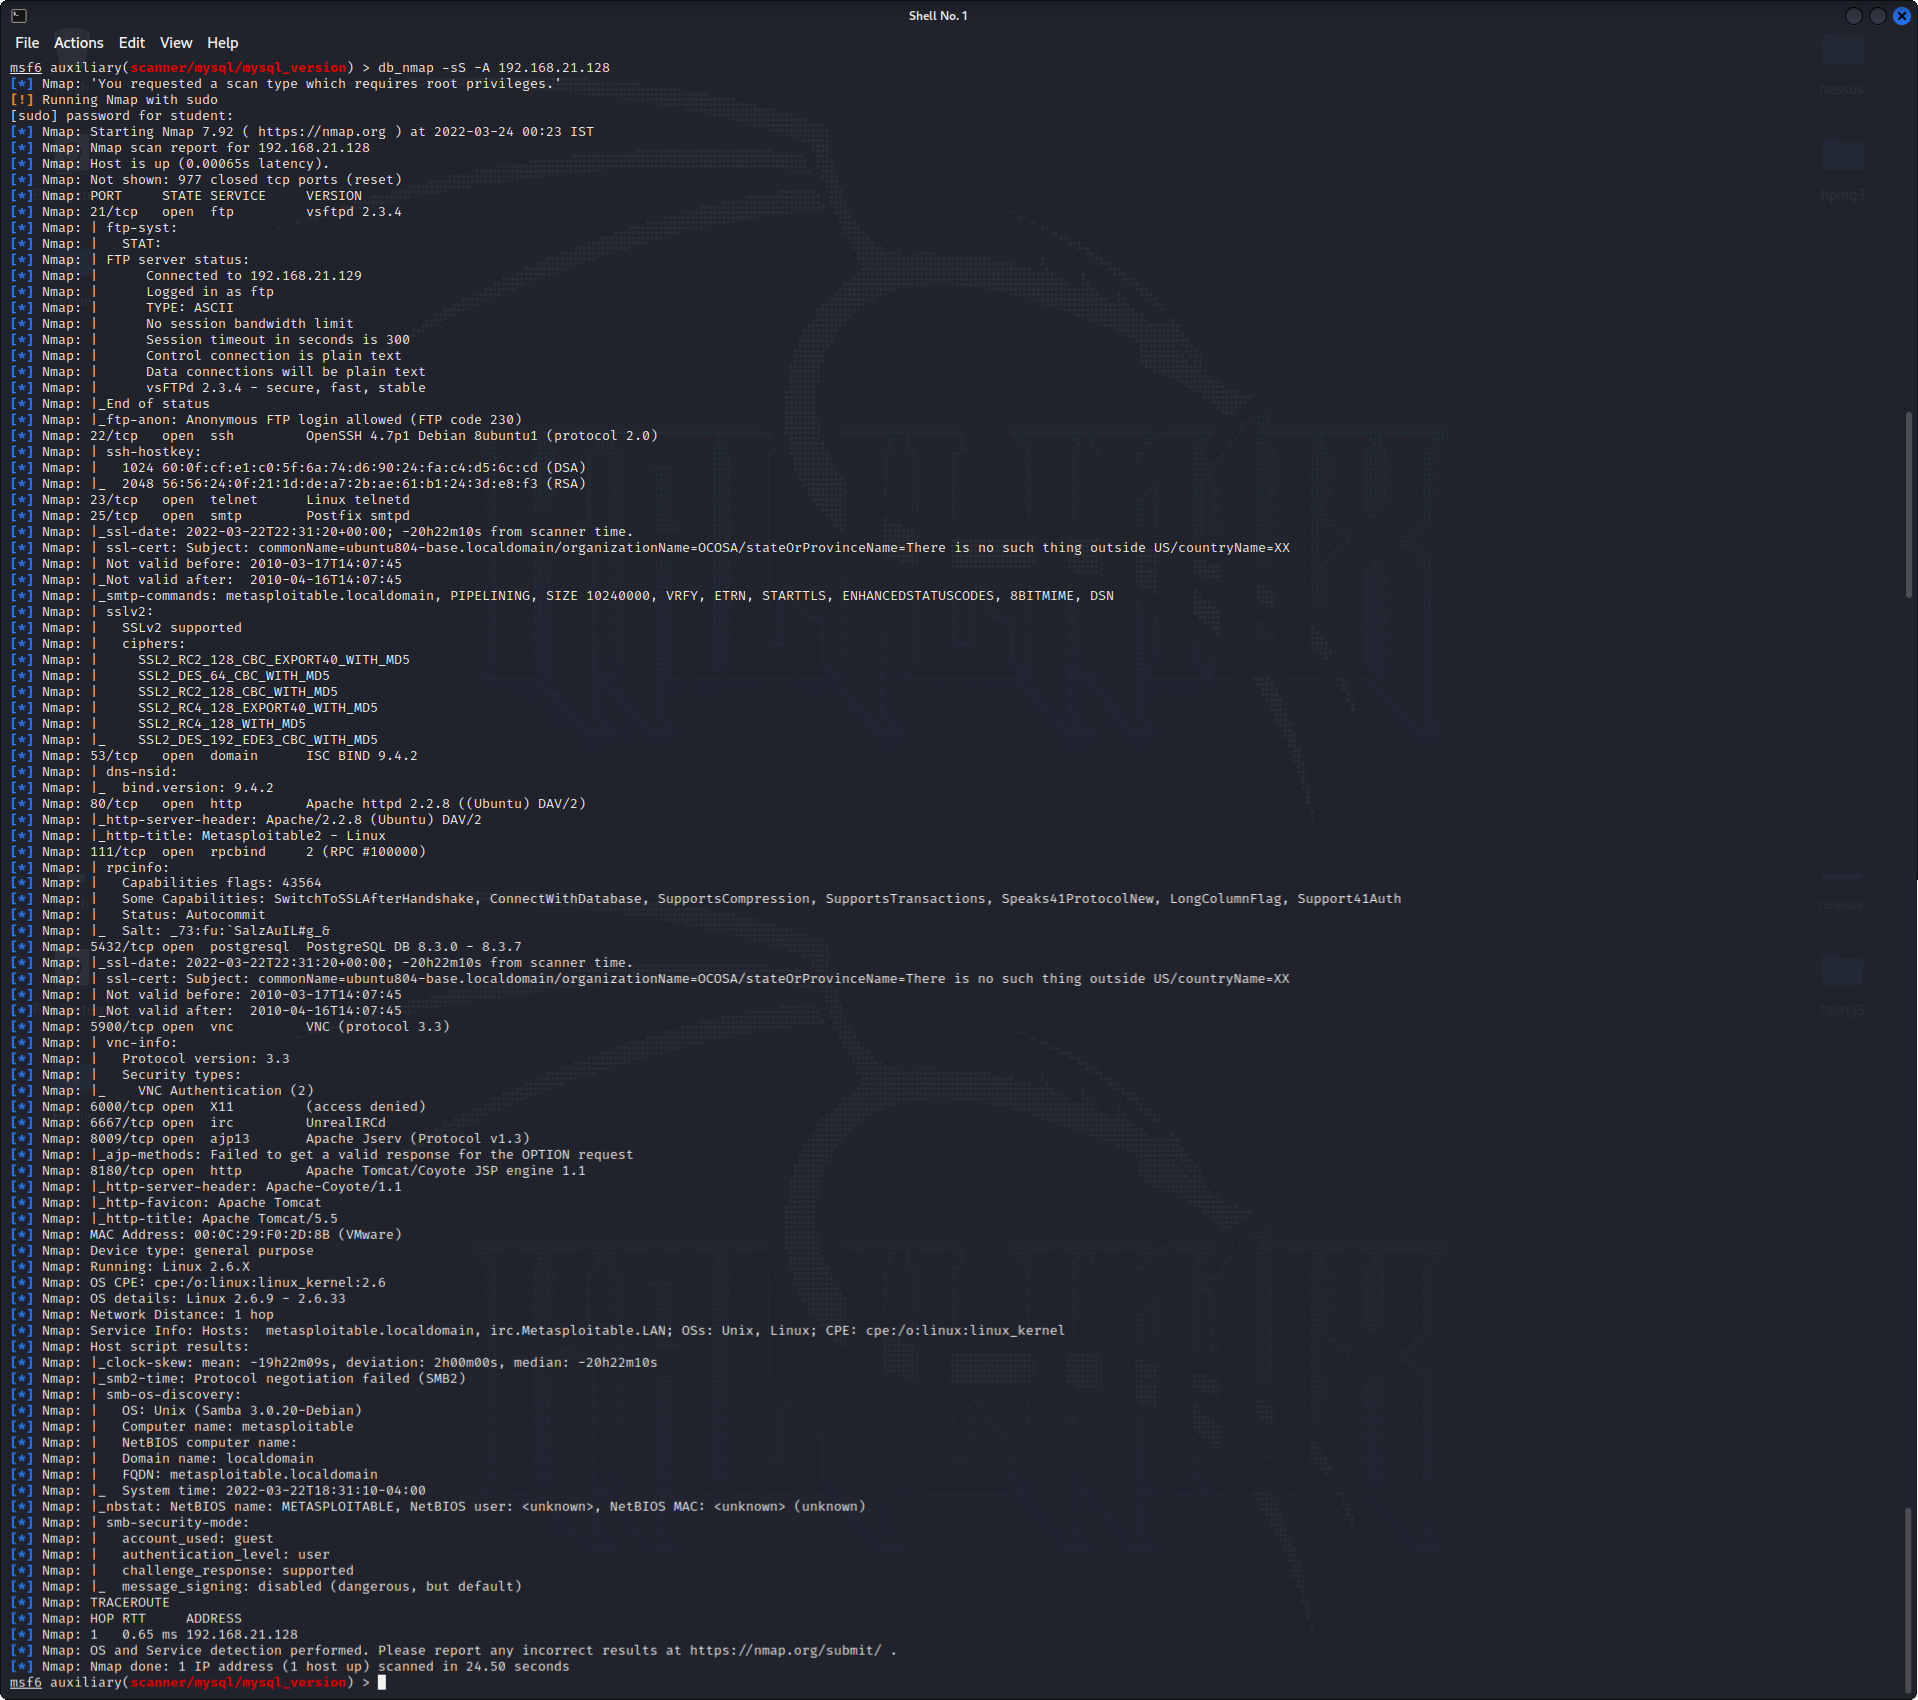 Shell No. 1
File Actions Edit View Help
msf6 auxiliary(scanner/mysql/mysql_version) > db_nmap -sS -A 192.168.21.128
[*] Nmap: 'You requested a scan type which requires root privileges.'
[!] Running Nmap with sudo
[sudo] password for student:
[*] Nmap: Starting Nmap 7.92 ( https://nmap.org ) at 2022-03-24 00:23 IST
[*] Nmap: Nmap scan report for 192.168.21.128
[*] Nmap: Host is up (0.00065s latency).
[*] Nmap: Not shown: 977 closed tcp ports (reset)
[*] Nmap: PORT     STATE SERVICE     VERSION
[*] Nmap: 21/tcp   open  ftp         vsftpd 2.3.4
[*] Nmap: | ftp-syst:
[*] Nmap: |   STAT:
[*] Nmap: | FTP server status:
[*] Nmap: |      Connected to 192.168.21.129
[*] Nmap: |      Logged in as ftp
[*] Nmap: |      TYPE: ASCII
[*] Nmap: |      No session bandwidth limit
[*] Nmap: |      Session timeout in seconds is 300
[*] Nmap: |      Control connection is plain text
[*] Nmap: |      Data connections will be plain text
[*] Nmap: |      vsFTPd 2.3.4 - secure, fast, stable
[*] Nmap: |_End of status
[*] Nmap: |_ftp-anon: Anonymous FTP login allowed (FTP code 230)
[*] Nmap: 22/tcp   open  ssh         OpenSSH 4.7p1 Debian 8ubuntu1 (protocol 2.0)
[*] Nmap: | ssh-hostkey:
[*] Nmap: |   1024 60:0f:cf:e1:c0:5f:6a:74:d6:90:24:fa:c4:d5:6c:cd (DSA)
[*] Nmap: |_  2048 56:56:24:0f:21:1d:de:a7:2b:ae:61:b1:24:3d:e8:f3 (RSA)
[*] Nmap: 23/tcp   open  telnet      Linux telnetd
[*] Nmap: 25/tcp   open  smtp        Postfix smtpd
[*] Nmap: |_ssl-date: 2022-03-22T22:31:20+00:00; -20h22m10s from scanner time.
[*] Nmap: | ssl-cert: Subject: commonName=ubuntu804-base.localdomain/organizationName=OCOSA/stateOrProvinceName=There is no such thing outside US/countryName=XX
[*] Nmap: | Not valid before: 2010-03-17T14:07:45
[*] Nmap: |_Not valid after:  2010-04-16T14:07:45
[*] Nmap: |_smtp-commands: metasploitable.localdomain, PIPELINING, SIZE 10240000, VRFY, ETRN, STARTTLS, ENHANCEDSTATUSCODES, 8BITMIME, DSN
[*] Nmap: | sslv2:
[*] Nmap: |   SSLv2 supported
[*] Nmap: |   ciphers:
[*] Nmap: |     SSL2_RC2_128_CBC_EXPORT40_WITH_MD5
[*] Nmap: |     SSL2_DES_64_CBC_WITH_MD5
[*] Nmap: |     SSL2_RC2_128_CBC_WITH_MD5
[*] Nmap: |     SSL2_RC4_128_EXPORT40_WITH_MD5
[*] Nmap: |     SSL2_RC4_128_WITH_MD5
[*] Nmap: |_    SSL2_DES_192_EDE3_CBC_WITH_MD5
[*] Nmap: 53/tcp   open  domain      ISC BIND 9.4.2
[*] Nmap: | dns-nsid:
[*] Nmap: |_  bind.version: 9.4.2
[*] Nmap: 80/tcp   open  http        Apache httpd 2.2.8 ((Ubuntu) DAV/2)
[*] Nmap: |_http-server-header: Apache/2.2.8 (Ubuntu) DAV/2
[*] Nmap: |_http-title: Metasploitable2 - Linux
[*] Nmap: 111/tcp  open  rpcbind     2 (RPC #100000)
[*] Nmap: | rpcinfo:
[*] Nmap: |   Capabilities flags: 43564
[*] Nmap: |   Some Capabilities: SwitchToSSLAfterHandshake, ConnectWithDatabase, SupportsCompression, SupportsTransactions, Speaks41ProtocolNew, LongColumnFlag, Support41Auth
[*] Nmap: |   Status: Autocommit
[*] Nmap: |_  Salt: _73:fu:`SalzAuIL#g_&
[*] Nmap: 5432/tcp open  postgresql  PostgreSQL DB 8.3.0 - 8.3.7
[*] Nmap: |_ssl-date: 2022-03-22T22:31:20+00:00; -20h22m10s from scanner time.
[*] Nmap: | ssl-cert: Subject: commonName=ubuntu804-base.localdomain/organizationName=OCOSA/stateOrProvinceName=There is no such thing outside US/countryName=XX
[*] Nmap: | Not valid before: 2010-03-17T14:07:45
[*] Nmap: |_Not valid after:  2010-04-16T14:07:45
[*] Nmap: 5900/tcp open  vnc         VNC (protocol 3.3)
[*] Nmap: | vnc-info:
[*] Nmap: |   Protocol version: 3.3
[*] Nmap: |   Security types:
[*] Nmap: |_    VNC Authentication (2)
[*] Nmap: 6000/tcp open  X11         (access denied)
[*] Nmap: 6667/tcp open  irc         UnrealIRCd
[*] Nmap: 8009/tcp open  ajp13       Apache Jserv (Protocol v1.3)
[*] Nmap: |_ajp-methods: Failed to get a valid response for the OPTION request
[*] Nmap: 8180/tcp open  http        Apache Tomcat/Coyote JSP engine 1.1
[*] Nmap: |_http-server-header: Apache-Coyote/1.1
[*] Nmap: |_http-favicon: Apache Tomcat
[*] Nmap: |_http-title: Apache Tomcat/5.5
[*] Nmap: MAC Address: 00:0C:29:F0:2D:8B (VMware)
[*] Nmap: Device type: general purpose
[*] Nmap: Running: Linux 2.6.X
[*] Nmap: OS CPE: cpe:/o:linux:linux_kernel:2.6
[*] Nmap: OS details: Linux 2.6.9 - 2.6.33
[*] Nmap: Network Distance: 1 hop
[*] Nmap: Service Info: Hosts:  metasploitable.localdomain, irc.Metasploitable.LAN; OSs: Unix, Linux; CPE: cpe:/o:linux:linux_kernel
[*] Nmap: Host script results:
[*] Nmap: |_clock-skew: mean: -19h22m09s, deviation: 2h00m00s, median: -20h22m10s
[*] Nmap: |_smb2-time: Protocol negotiation failed (SMB2)
[*] Nmap: | smb-os-discovery:
[*] Nmap: |   OS: Unix (Samba 3.0.20-Debian)
[*] Nmap: |   Computer name: metasploitable
[*] Nmap: |   NetBIOS computer name:
[*] Nmap: |   Domain name: localdomain
[*] Nmap: |   FQDN: metasploitable.localdomain
[*] Nmap: |_  System time: 2022-03-22T18:31:10-04:00
[*] Nmap: |_nbstat: NetBIOS name: METASPLOITABLE, NetBIOS user: <unknown>, NetBIOS MAC: <unknown> (unknown)
[*] Nmap: | smb-security-mode:
[*] Nmap: |   account_used: guest
[*] Nmap: |   authentication_level: user
[*] Nmap: |   challenge_response: supported
[*] Nmap: |_  message_signing: disabled (dangerous, but default)
[*] Nmap: TRACEROUTE
[*] Nmap: HOP RTT     ADDRESS
[*] Nmap: 1   0.65 ms 192.168.21.128
[*] Nmap: OS and Service detection performed. Please report any incorrect results at https://nmap.org/submit/ .
[*] Nmap: Nmap done: 1 IP address (1 host up) scanned in 24.50 seconds
msf6 auxiliary(scanner/mysql/mysql_version) >
nessus
hping3
nessus
hping3